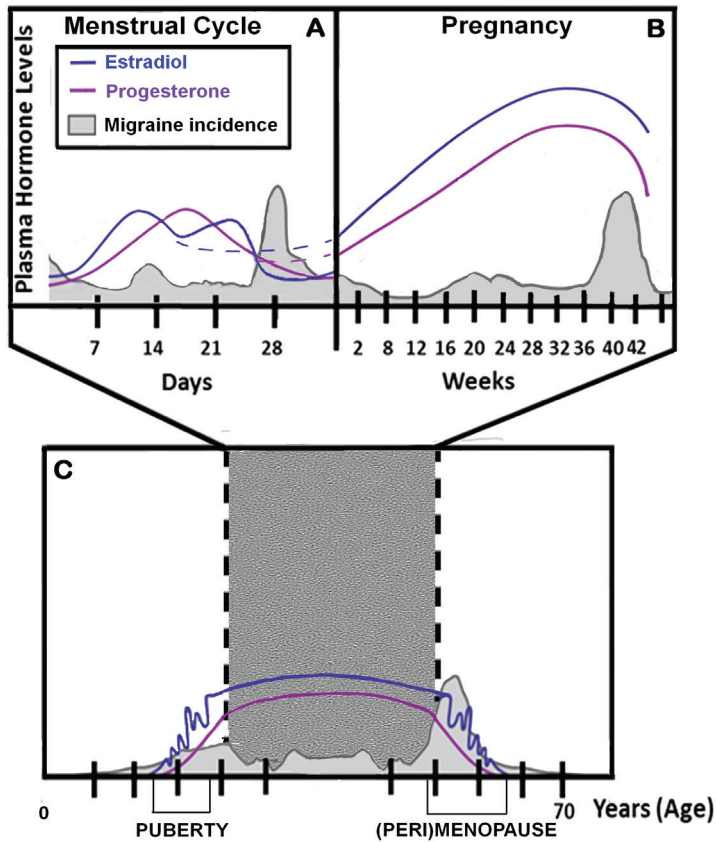 Menstrual Cycle A
Pregnancy B
Plasma Hormone Levels
Estradiol
Progesterone
Migraine incidence
7 14 21 28
Days
2 8 12 16 20 24 28 32 36 40 42
Weeks
C
0 70 Years (Age)
PUBERTY (PERI)MENOPAUSE